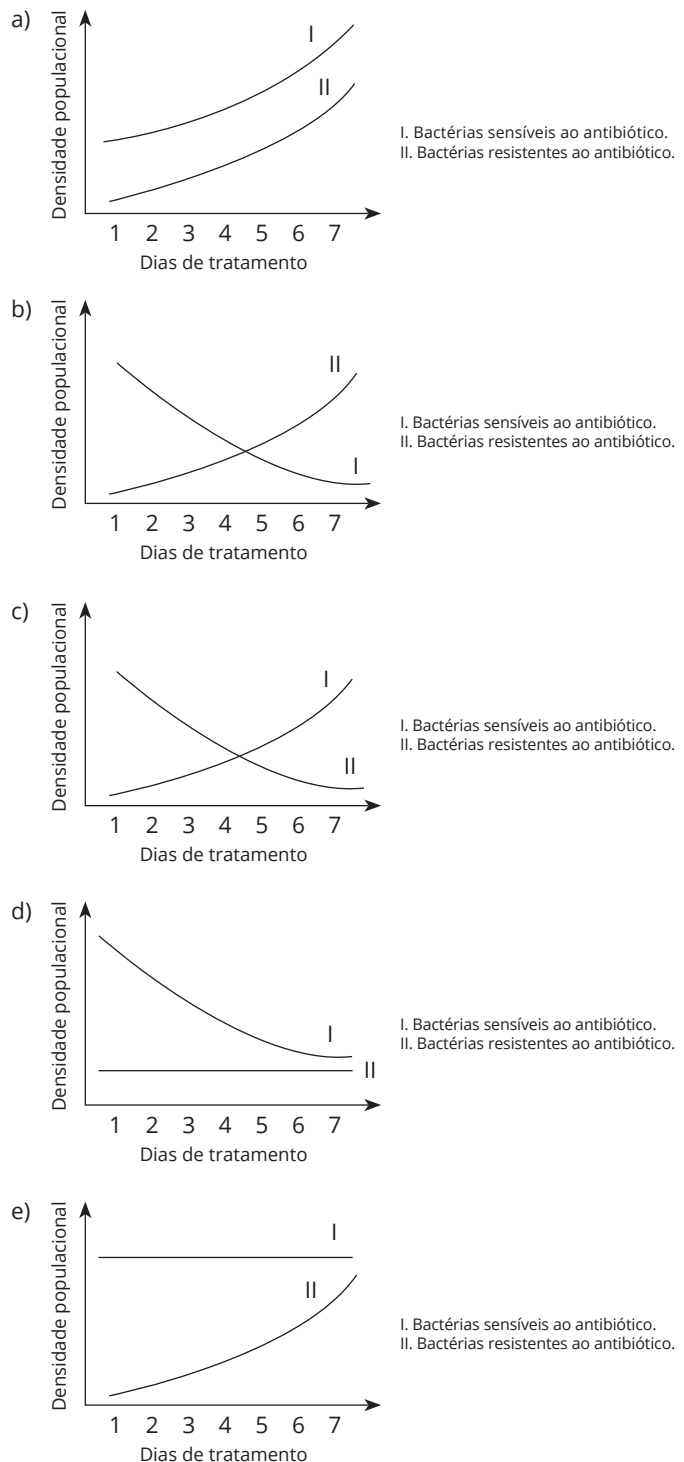 a)
Densidade populacional
I
II
1 2 3 4 5 6 7
Dias de tratamento
I. Bactérias sensíveis ao antibiótico.
II. Bactérias resistentes ao antibiótico.
b)
Densidade populacional
II
I
1 2 3 4 5 6 7
Dias de tratamento
I. Bactérias sensíveis ao antibiótico.
II. Bactérias resistentes ao antibiótico.
c)
Densidade populacional
I
II
1 2 3 4 5 6 7
Dias de tratamento
I. Bactérias sensíveis ao antibiótico.
II. Bactérias resistentes ao antibiótico.
d)
Densidade populacional
I
II
1 2 3 4 5 6 7
Dias de tratamento
I. Bactérias sensíveis ao antibiótico.
II. Bactérias resistentes ao antibiótico.
e)
Densidade populacional
I
II
1 2 3 4 5 6 7
Dias de tratamento
I. Bactérias sensíveis ao antibiótico.
II. Bactérias resistentes ao antibiótico.